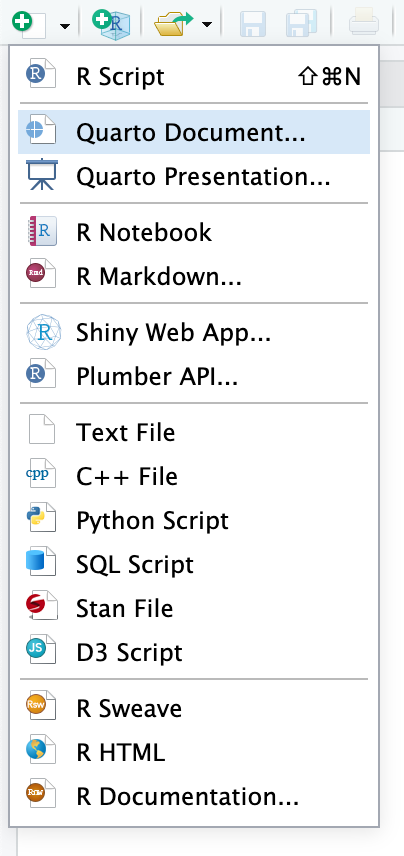 R Script ⇧⌘N
Quarto Document...
Quarto Presentation...
R Notebook
R Markdown...
Shiny Web App...
Plumber API...
Text File
C++ File
Python Script
SQL Script
Stan File
D3 Script
R Sweave
R HTML
R Documentation...